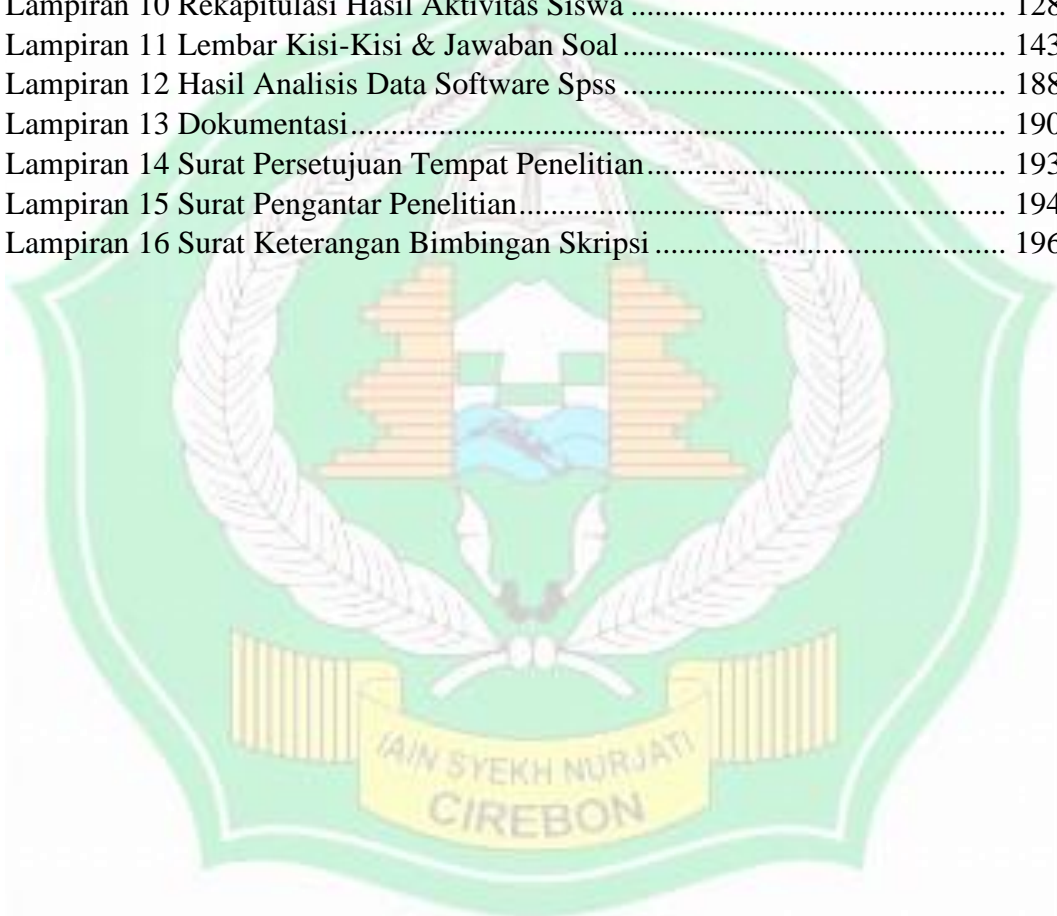 Lampiran 10 Rekapitulasi Hasil Aktivitas Siswa ............................................... 128
Lampiran 11 Lembar Kisi-Kisi & Jawaban Soal ................................................ 143
Lampiran 12 Hasil Analisis Data Software Spss ................................................ 188
Lampiran 13 Dokumentasi.................................................................................. 190
Lampiran 14 Surat Persetujuan Tempat Penelitian............................................. 193
Lampiran 15 Surat Pengantar Penelitian............................................................. 194
Lampiran 16 Surat Keterangan Bimbingan Skripsi ............................................ 196
IAIN SYEKH NURJATI
CIREBON